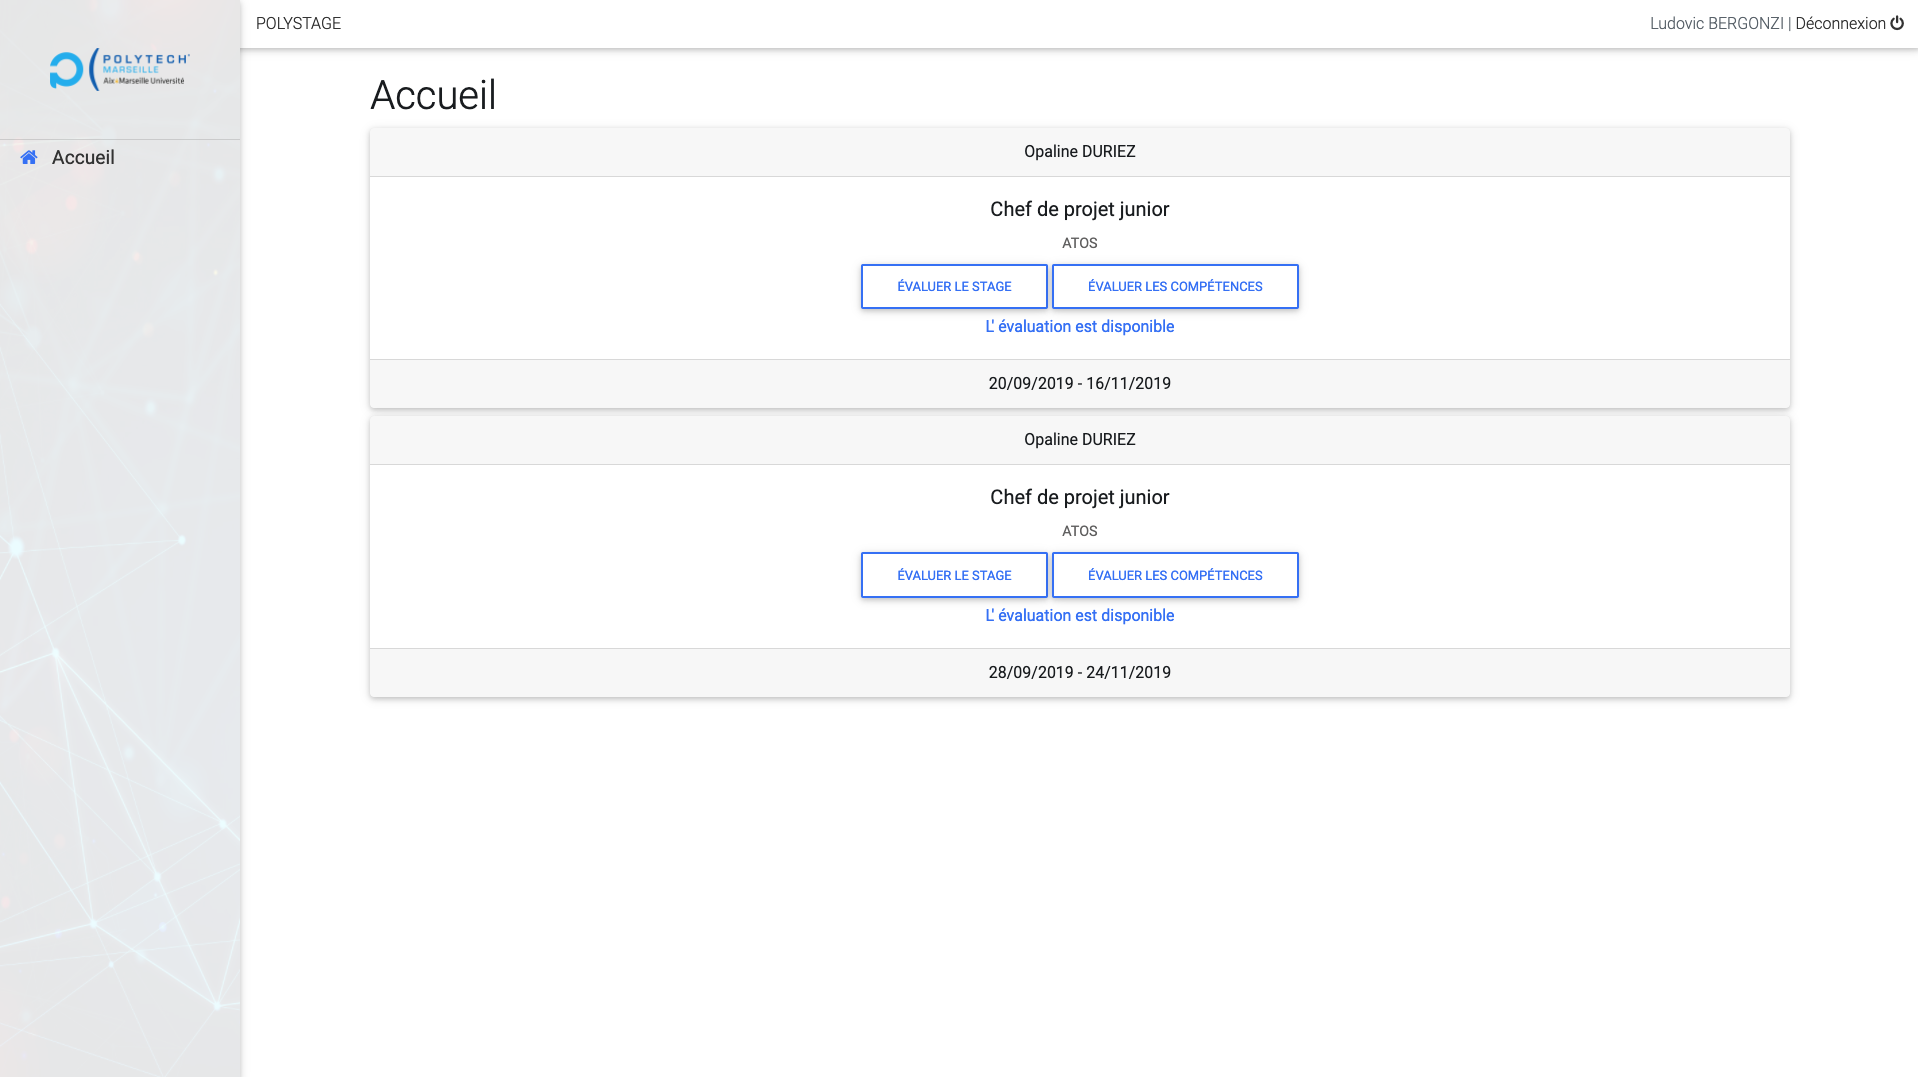 POLYTECH
MARSEILLE
Aix*Marseille Université
Accueil
POLYSTAGE
Ludovic BERGONZI | Déconnexion
Accueil
Opaline DURIEZ
Chef de projet junior
ATOS
ÉVALUER LE STAGE ÉVALUER LES COMPÉTENCES
L' évaluation est disponible
20/09/2019 - 16/11/2019
Opaline DURIEZ
Chef de projet junior
ATOS
ÉVALUER LE STAGE ÉVALUER LES COMPÉTENCES
L' évaluation est disponible
28/09/2019 - 24/11/2019